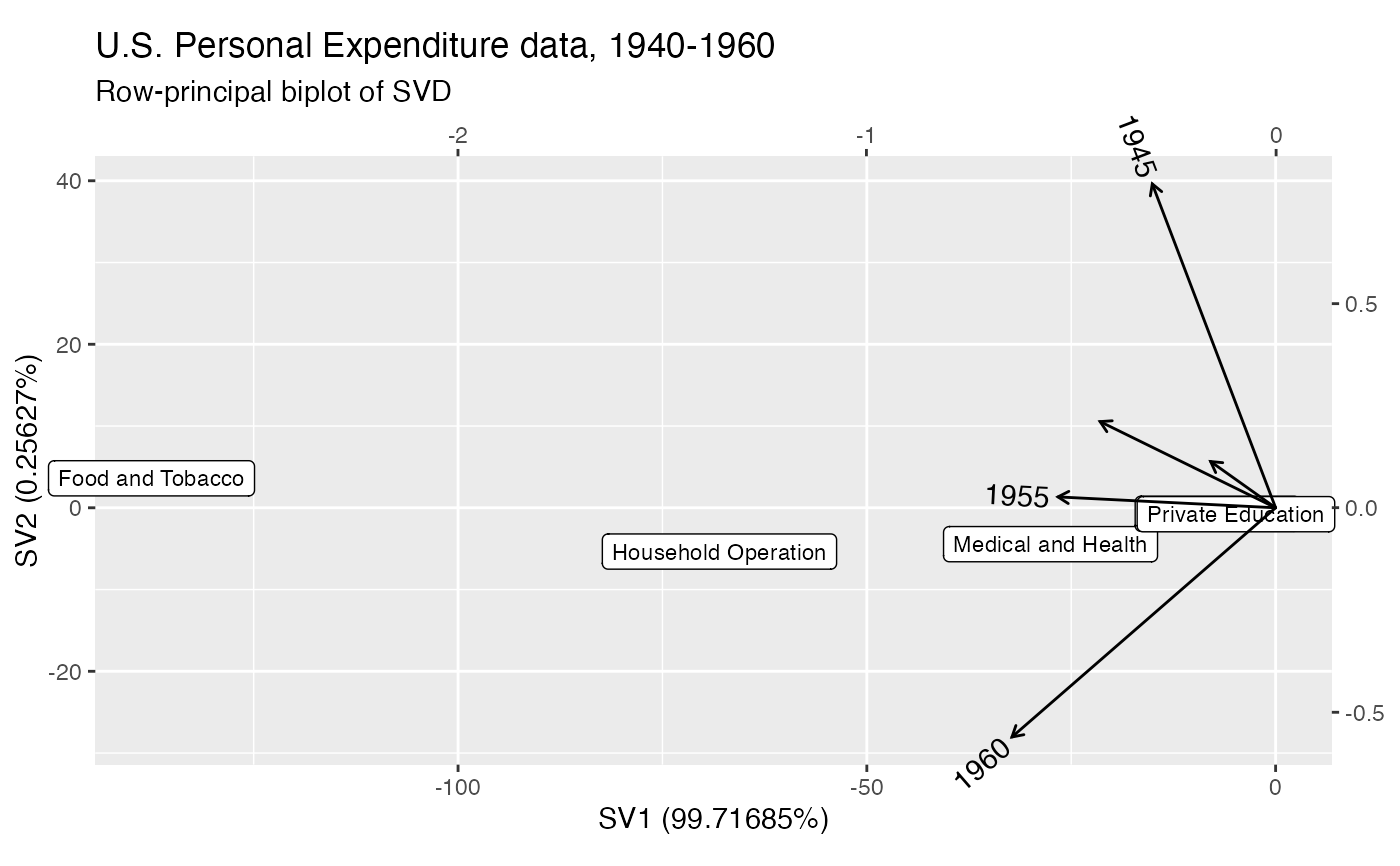 U.S. Personal Expenditure data, 1940-1960
Row-principal biplot of SVD
-2
-1
0
1945
40
0.5
20
Food and Tobacco
1955
0
Private Education
0.0
Household Operation
Medical and Health
-20
-0.5
1960
-100
-50
0
SV1 (99.71685%)
SV2 (0.25627%)